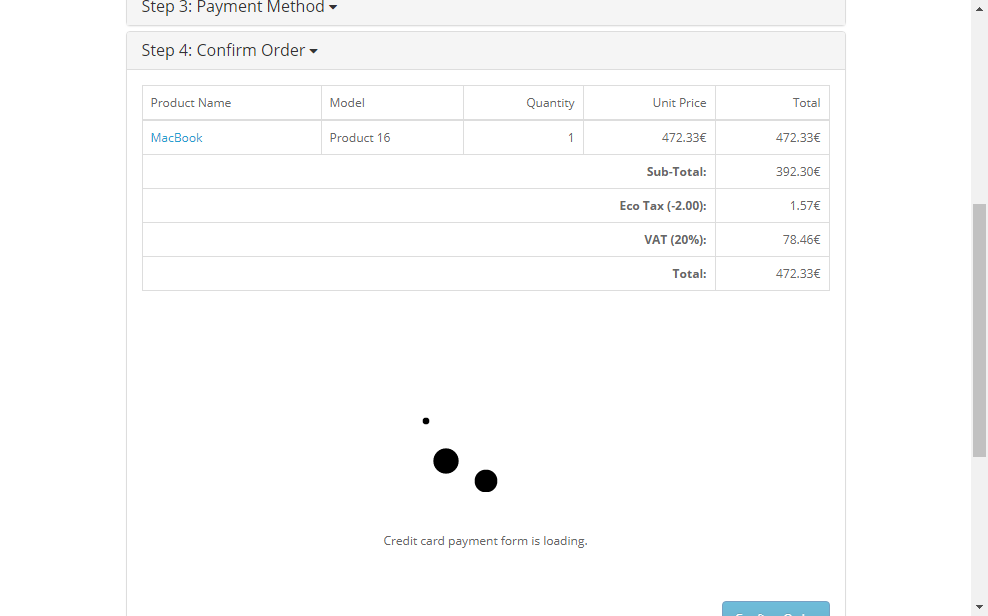 Step 3: Payment Method
Step 4: Confirm Order
Product Name Model Quantity Unit Price Total
MacBook Product 16 1 472.33€ 472.33€
Sub-Total: 392.30€
Eco Tax (-2.00): 1.57€
VAT (20%): 78.46€
Total: 472.33€
Credit card payment form is loading.